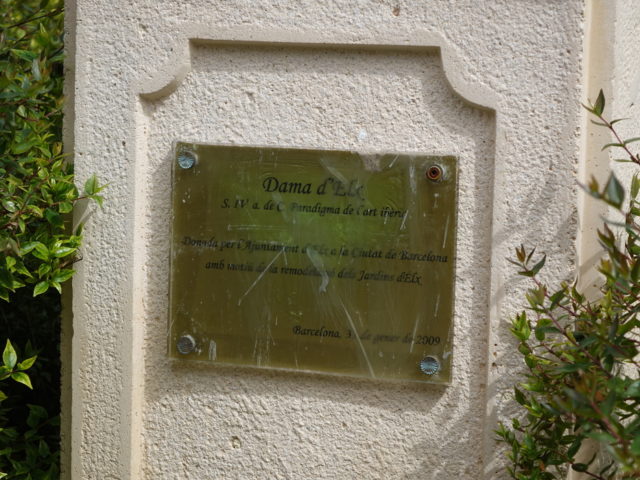 Dama d'Elx
S. IV a. de C. Paradigma de l'art iber
Donada per l'Ajuntament d'Elx a la Ciutat de Barcelona
amb motiu de la remodelació dels Jardins d'Elx
Barcelona, de gener de 2009